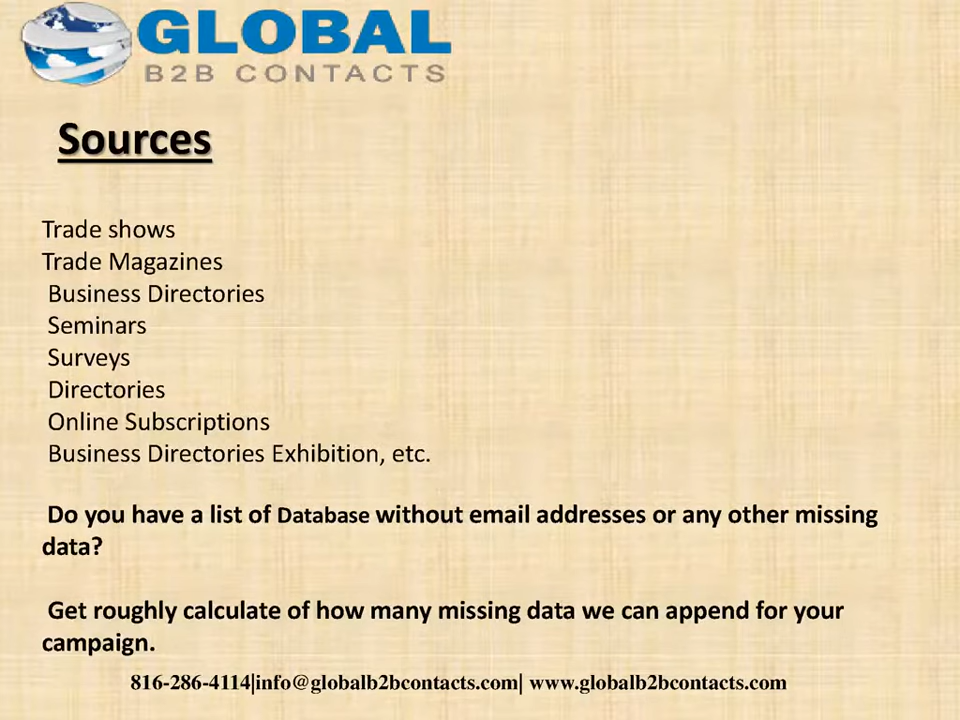 GLOBAL
B2B CONTACTS
Sources
Trade shows
Trade Magazines
Business Directories
Seminars
Surveys
Directories
Online Subscriptions
Business Directories Exhibition, etc.
Do you have a list of Database without email addresses or any other missing
data?
Get roughly calculate of how many missing data we can append for your
campaign.
816-286-4114|info@globalb2bcontacts.com| www.globalb2bcontacts.com